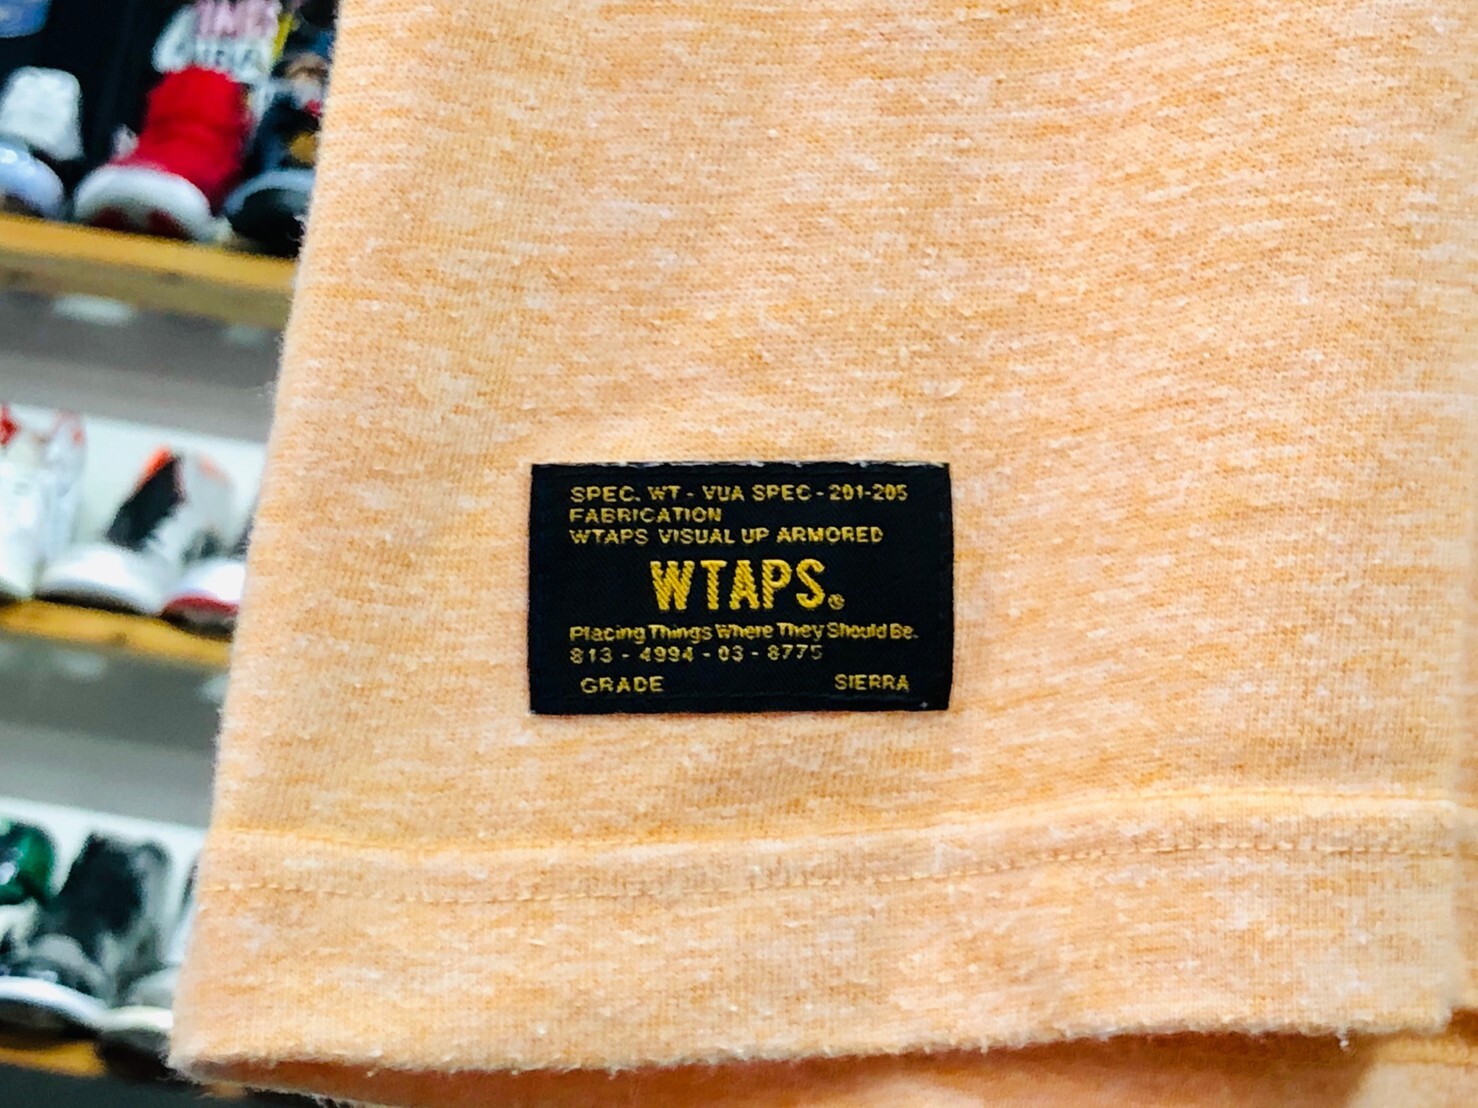 SPEC. WT - VUA SPEC - 201-205
FABRICATION
WTAPS VISUAL UP ARMORED
WTAPS®
Placing Things Where They Should Be.
813 - 4994 - 03 - 8775
GRADE SIERRA